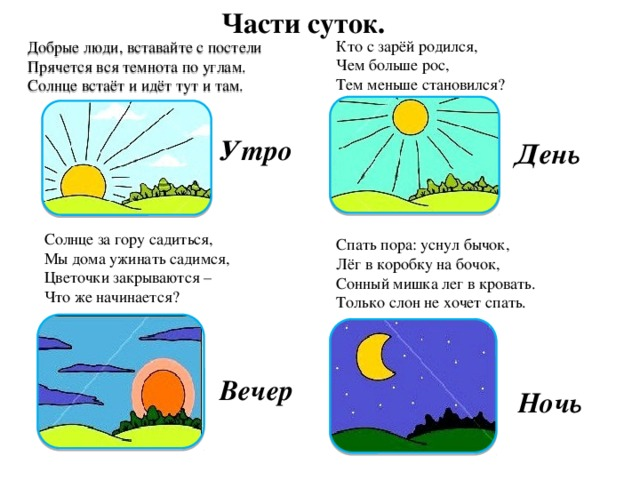 Части суток.
Добрые люди, вставайте с постели
Прячется вся темнота по углам.
Солнце встаёт и идёт тут и там.
Утро
Кто с зарёй родился,
Чем больше рос,
Тем меньше становился?
День
Солнце за гору садиться,
Мы дома ужинать садимся,
Цветочки закрываются –
Что же начинается?
Вечер
Спать пора: уснул бычок,
Лёг в коробку на бочок,
Сонный мишка лег в кровать.
Только слон не хочет спать.
Ночь